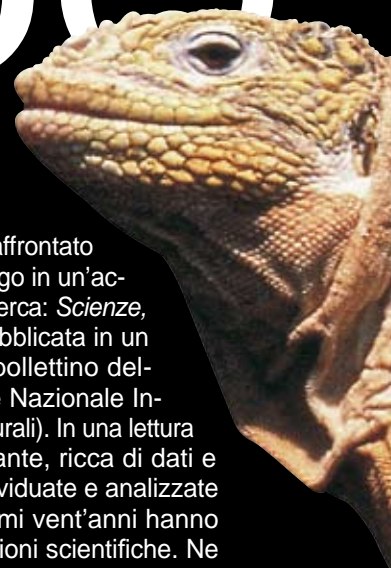 affrontato
go in un'ac-
erca: Scienze,
bblicata in un
bollettino del-
e Nazionale In-
urali). In una lettura
ante, ricca di dati e
viduate e analizzate
mi vent'anni hanno
ioni scientifiche. Ne